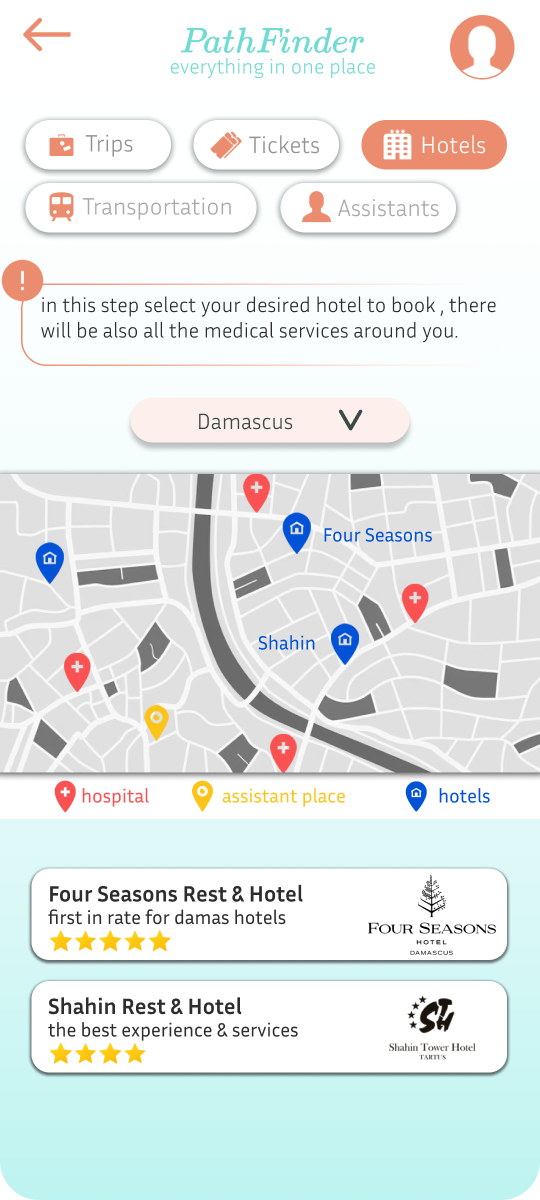 PathFinder
everything in one place
Trips
Tickets
Hotels
Transportation
Assistants
!
in this step select your desired hotel to book , there
will be also all the medical services around you.
Damascus
Four Seasons
Shahin
hospital
assistant place
hotels
Four Seasons Rest & Hotel
first in rate for damas hotels
FOUR SEASONS
HOTEL
DAMASCUS
Shahin Rest & Hotel
the best experience & services
STH
Shahin Tower Hotel
TARTUS